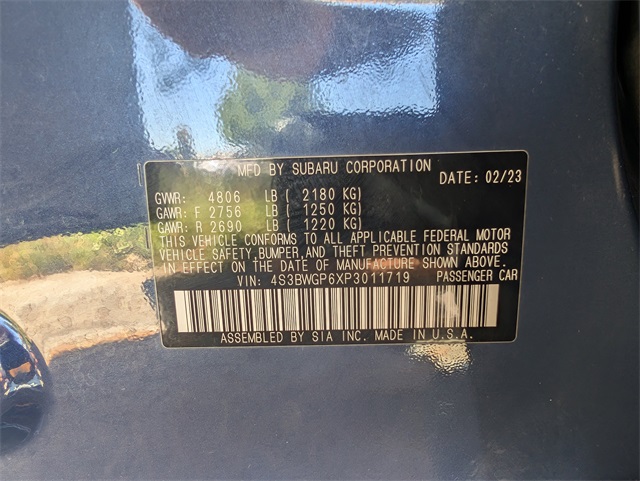 MFD BY SUBARU CORPORATION
DATE: 02/23
GVWR: 4806 LB ( 2180 KG)
GAWR: F 2756 LB ( 1250 KG)
GAWR: R 2690 LB ( 1220 KG)
THIS VEHICLE CONFORMS TO ALL APPLICABLE FEDERAL MOTOR
VEHICLE SAFETY,BUMPER,AND THEFT PREVENTION STANDARDS
IN EFFECT ON THE DATE OF MANUFACTURE SHOWN ABOVE.
VIN: 4S3BWGP6XP3011719 PASSENGER CAR
ASSEMBLED BY SIA INC. MADE IN U.S.A.